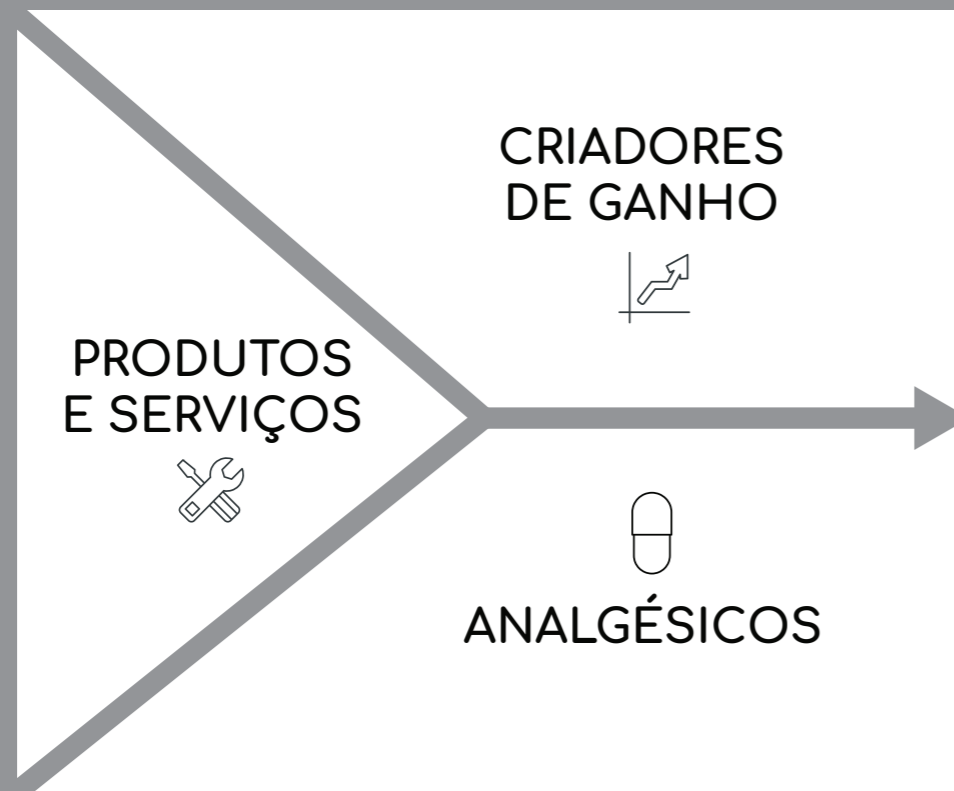 CRIADORES
DE GANHO
PRODUTOS
E SERVIÇOS
ANALGÉSICOS